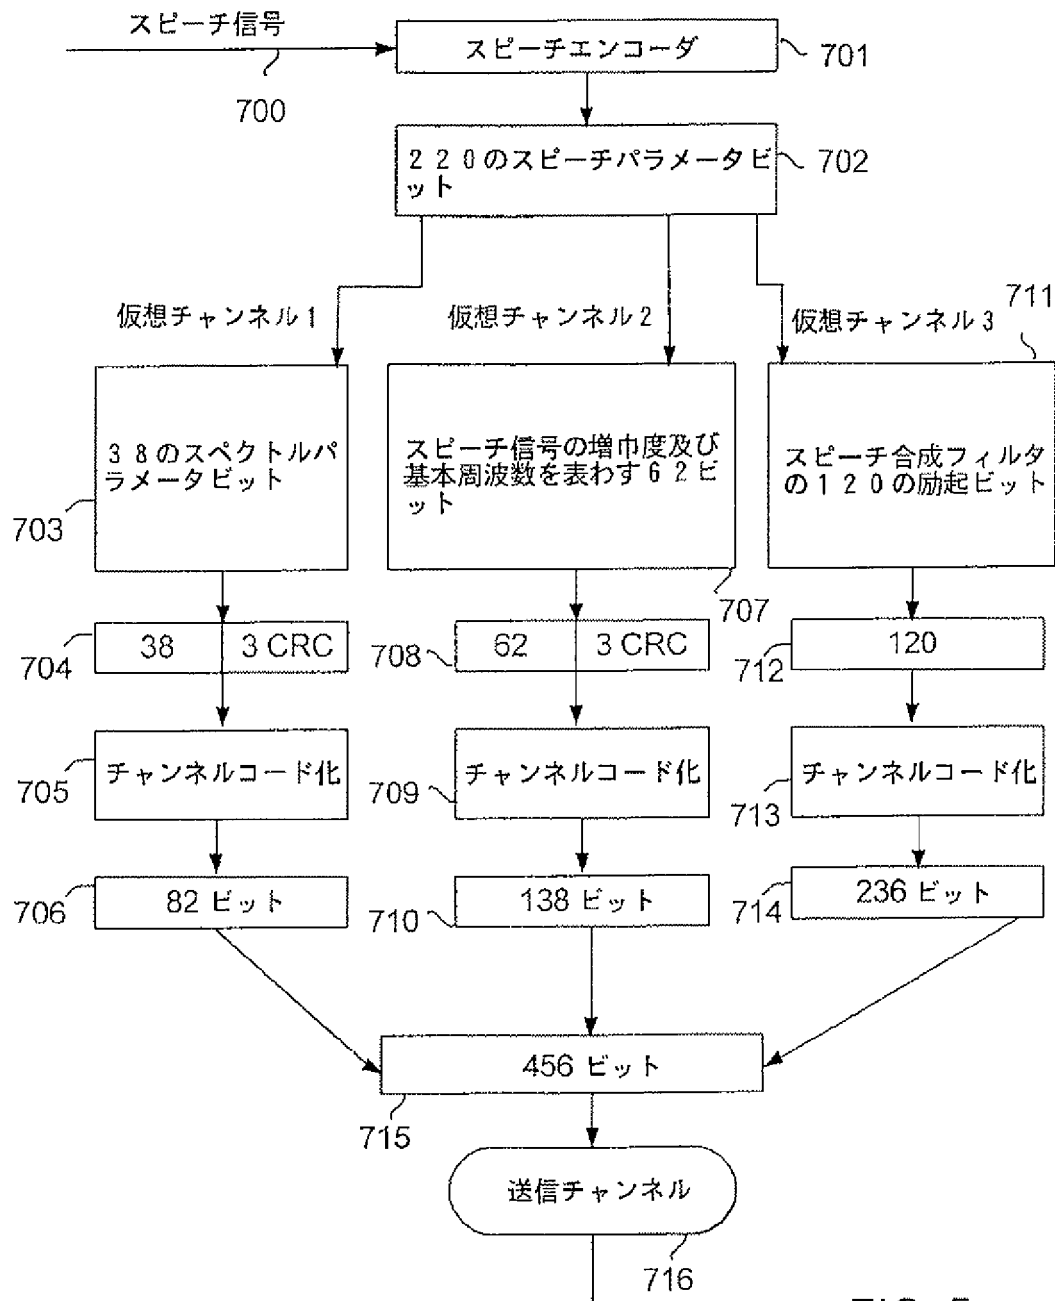 スピーチ信号
700
スピーチエンコーダ
701
２２０のスピーチパラメータビ
ット
702
仮想チャンネル1
仮想チャンネル2
仮想チャンネル3
711
３８のスペクトルパ
ラメータビット
703
スピーチ信号の増巾度及び
基本周波数を表わす６２ビ
ット
707
スピーチ合成フィルタ
の１２０の励起ビット
704
38
3 CRC
708
62
3 CRC
712
120
705
チャンネルコード化
709
チャンネルコード化
713
チャンネルコード化
706
82 ビット
710
138 ビット
714
236 ビット
456 ビット
715
送信チャンネル
716